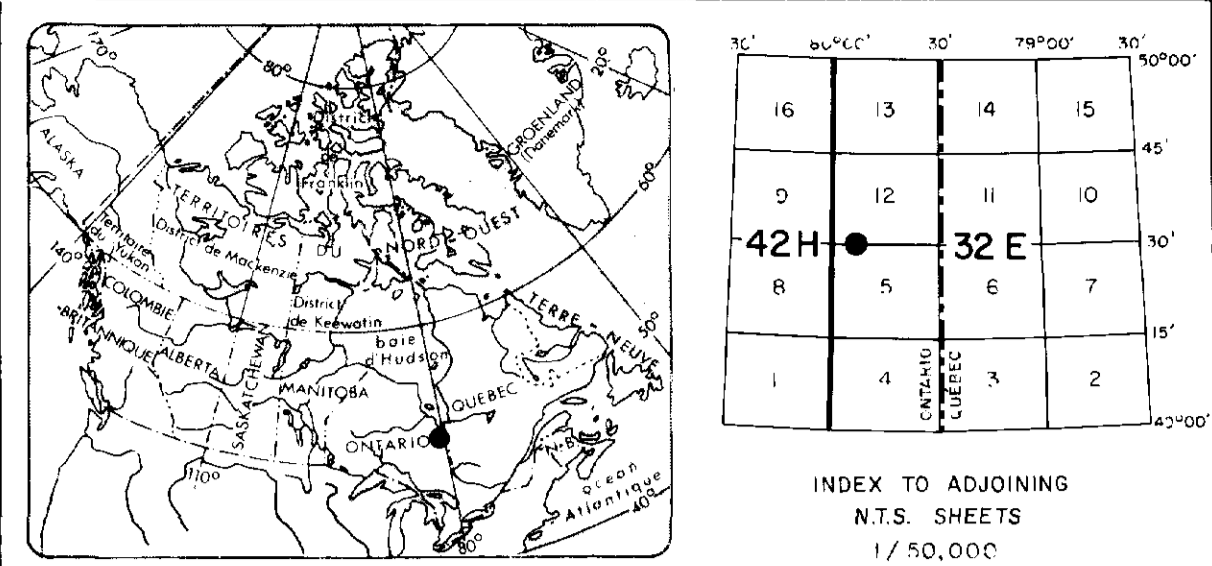 70°
80°
20°
ALASKA
District
Franklin
GROENLAND
(Danemark)
60°
TERRITOIRES
DU
NORD-OUEST
Territoire
du Yukon
140°
District de Mackenzie
District
de Keewatin
COLOMBIE
-BRITANNIQUE
ALBERTA
SASKATCHEWAN
MANITOBA
baie
d'Hudson
TERRE-NEUVE
50°
QUEBEC
ONTARIO
N-B
110°
océan
Atlantique
40°
80°
30' 80°00' 30' 79°00' 30'
50°00'
16 13 14 15
45'
9 12 11 10
42H 32 E 30'
8 5 6 7
15'
1 4 ONTARIO QUÉBEC 3 2
INDEX TO ADJOINING
N.T.S. SHEETS
1/50,000